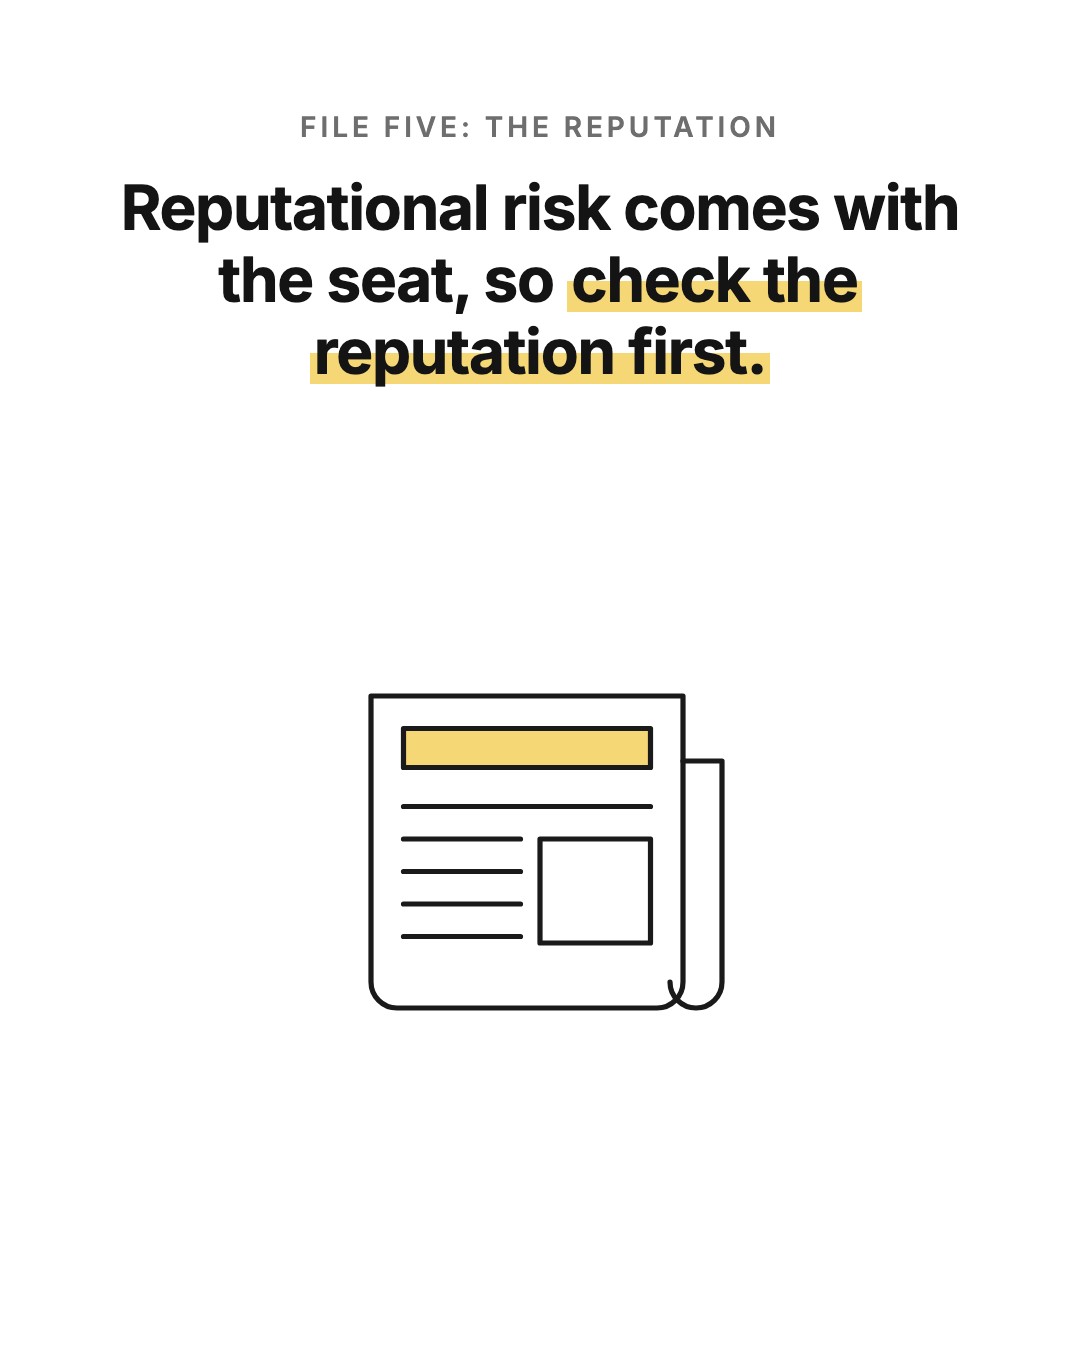 FILE FIVE: THE REPUTATION
Reputational risk comes with
the seat, so check the
reputation first.